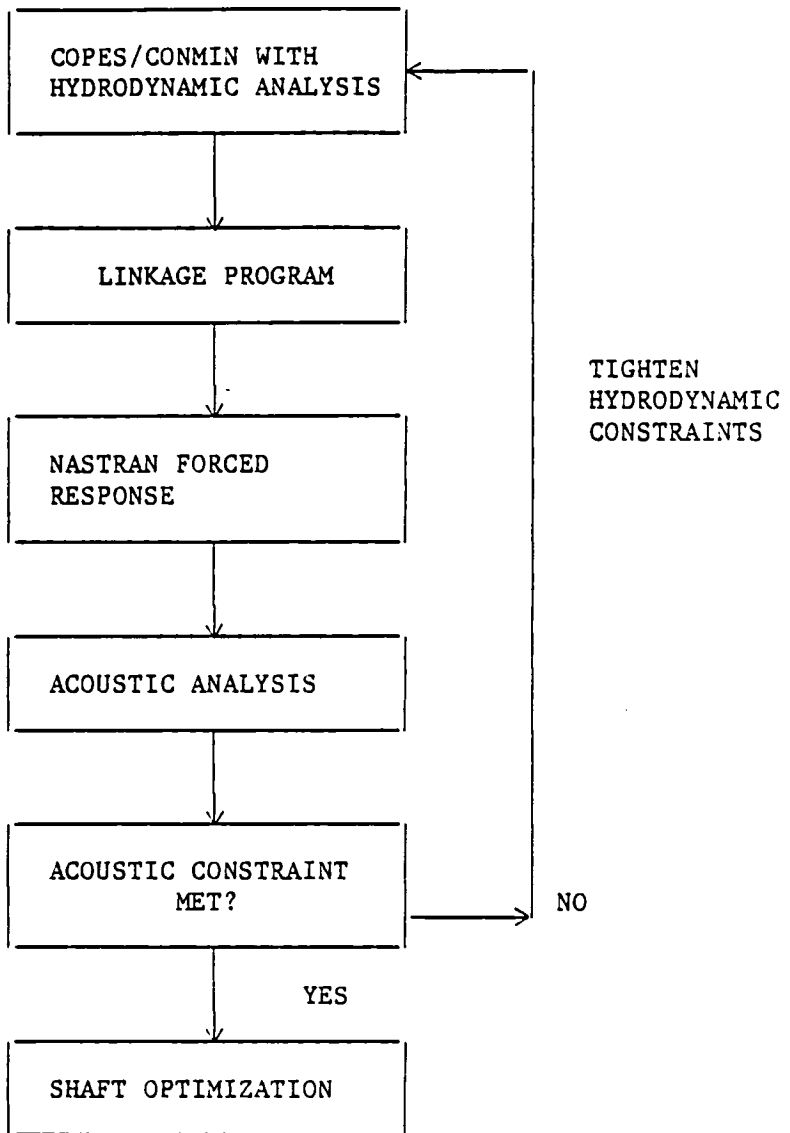 COPES/CONMIN WITH
HYDRODYNAMIC ANALYSIS
LINKAGE PROGRAM
TIGHTEN
HYDRODYNAMIC
CONSTRAINTS
NASTRAN FORCED
RESPONSE
ACOUSTIC ANALYSIS
ACOUSTIC CONSTRAINT
MET?
NO
YES
SHAFT OPTIMIZATION